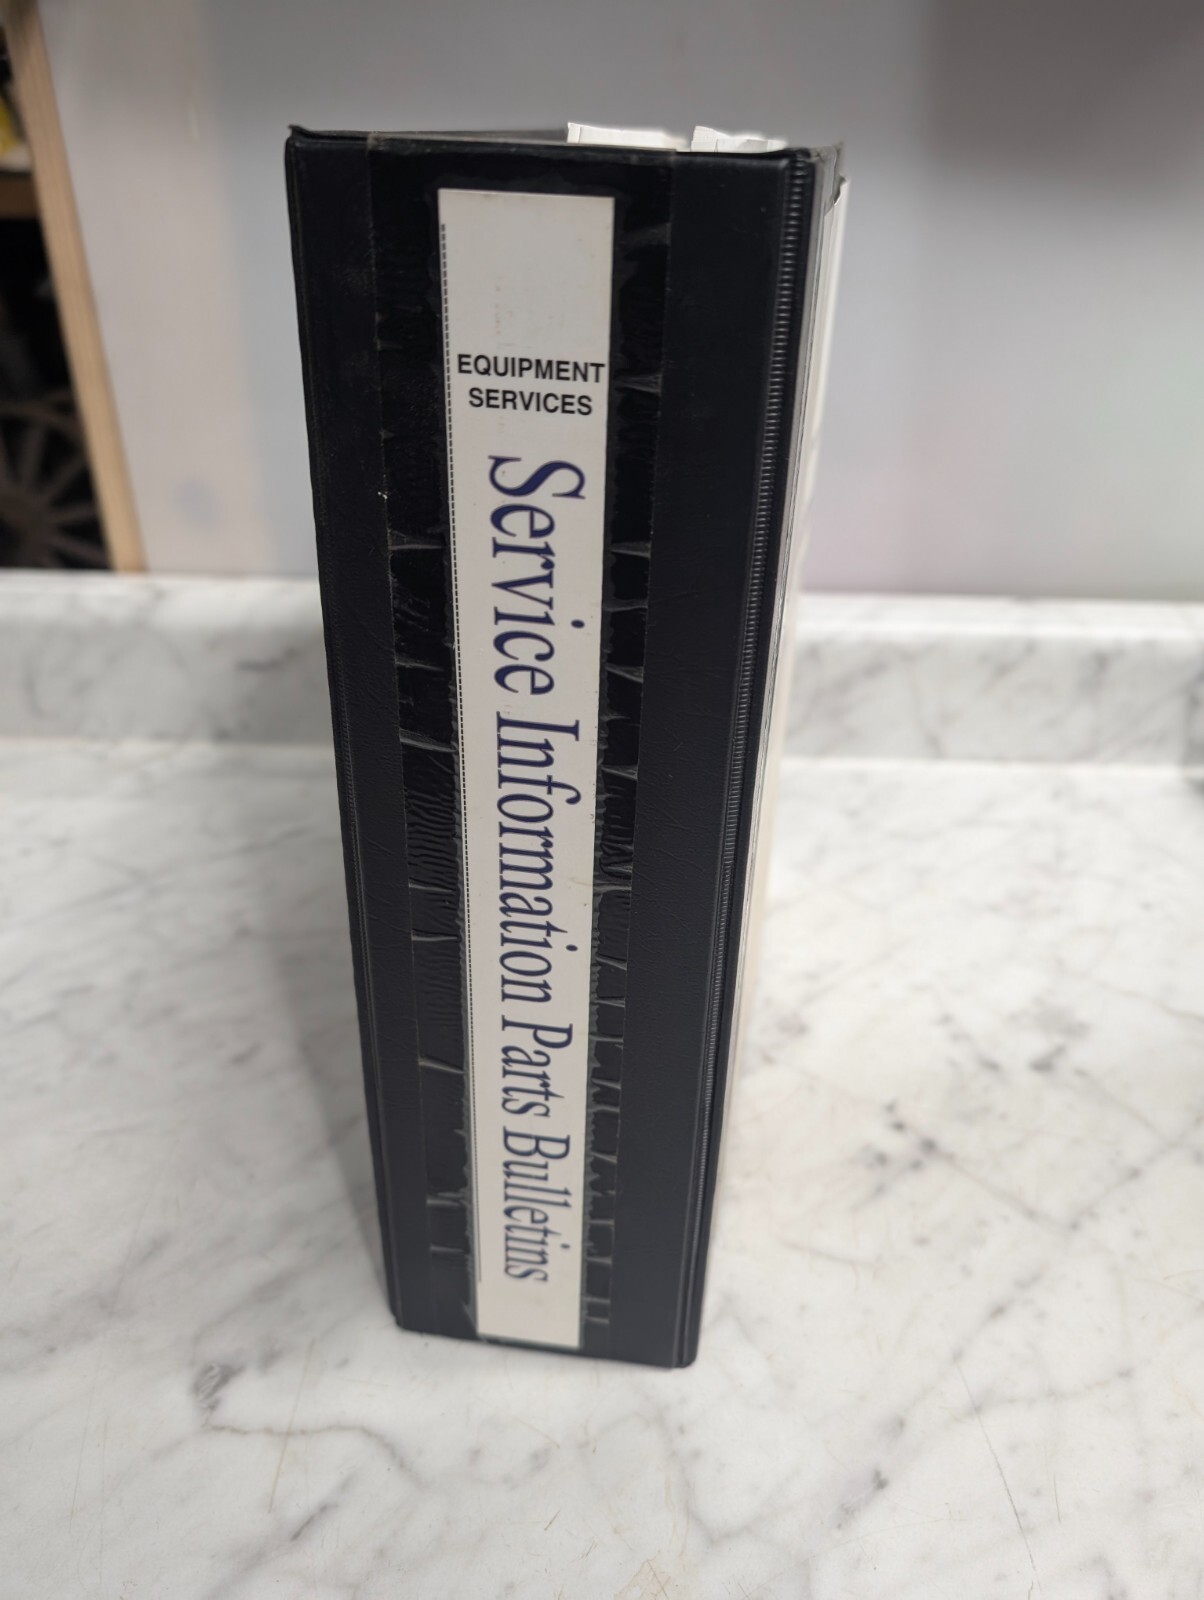 EQUIPMENT
SERVICES
Service Information Parts Bulletins